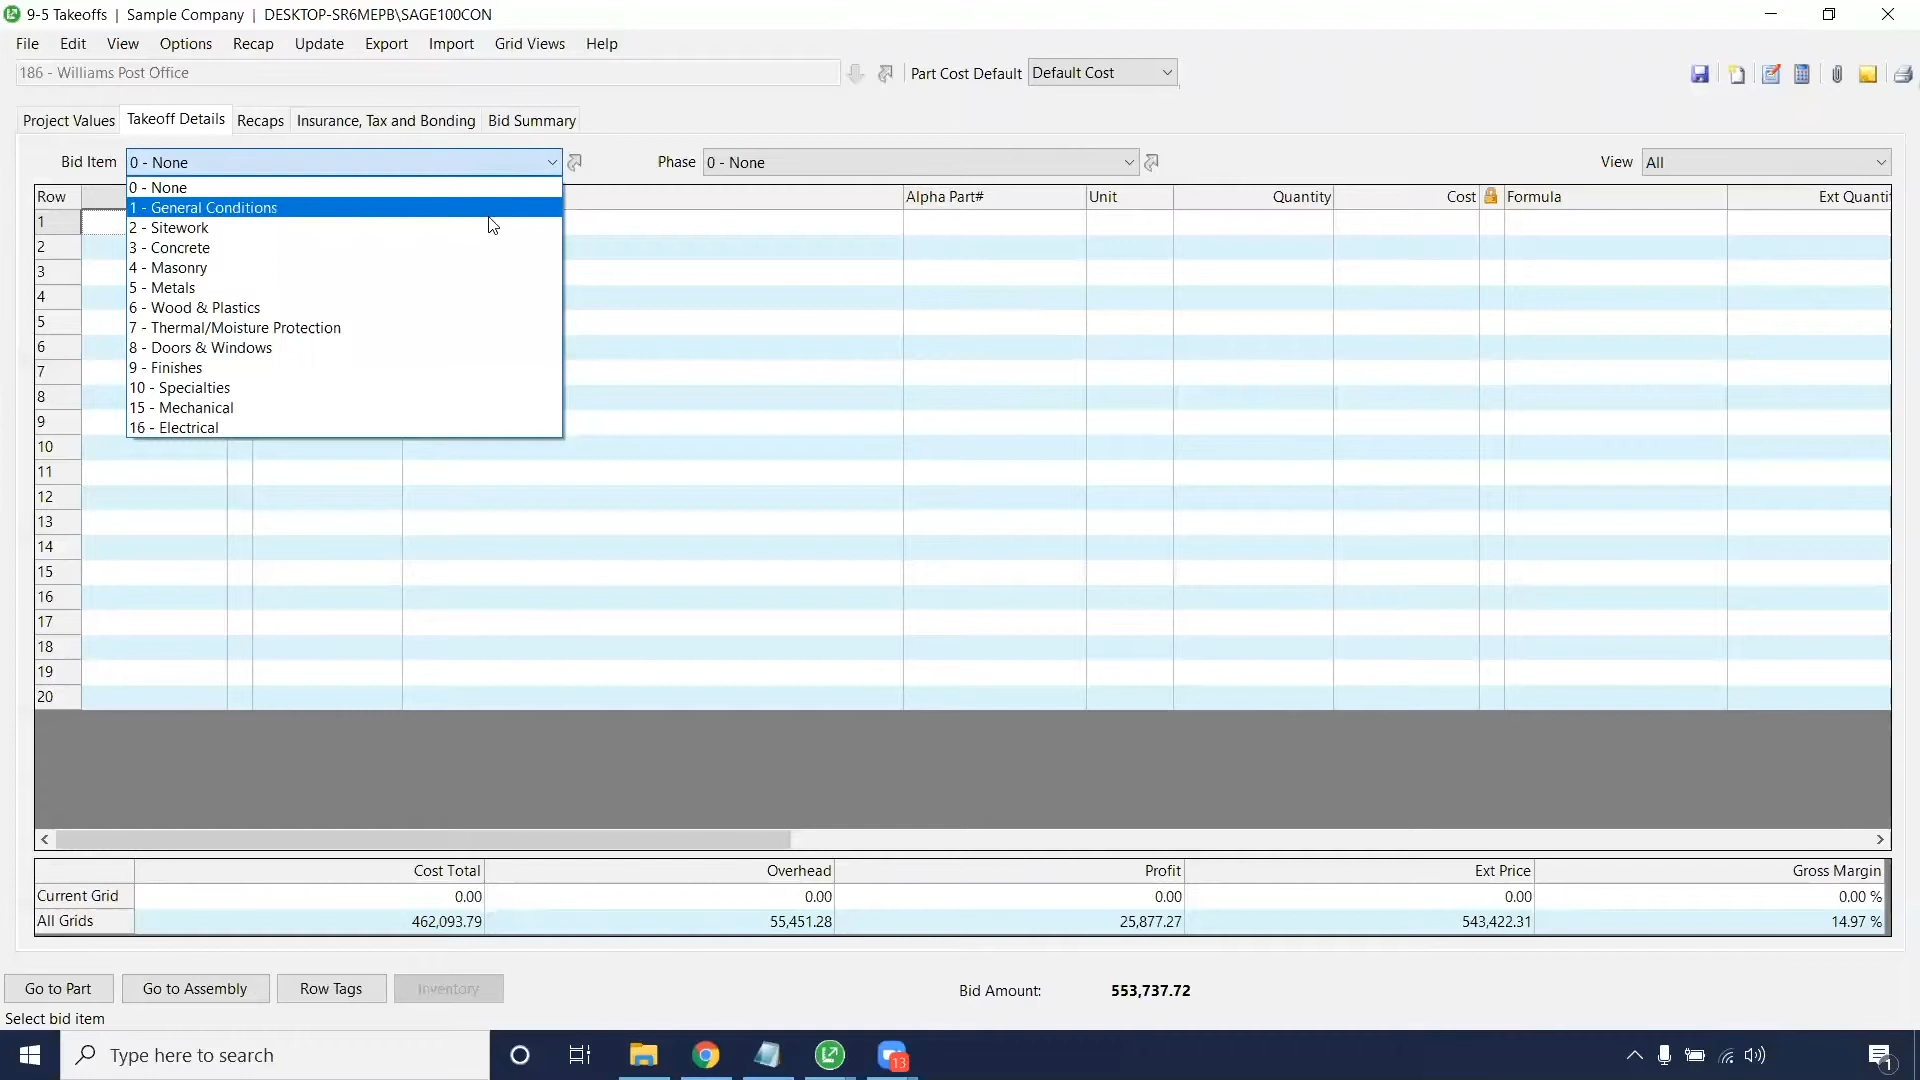 9-5 Takeoffs | Sample Company | DESKTOP-SR6MEPB\SAGE100CON
File Edit View Options Recap Update Export Import Grid Views Help
186 - Williams Post Office Part Cost Default Default Cost
Project Values Takeoff Details Recaps Insurance, Tax and Bonding Bid Summary
Bid Item 0 - None Phase 0 - None View All
0 - None
1 - General Conditions
2 - Sitework
3 - Concrete
4 - Masonry
5 - Metals
6 - Wood & Plastics
7 - Thermal/Moisture Protection
8 - Doors & Windows
9 - Finishes
10 - Specialties
15 - Mechanical
16 - Electrical
Row Alpha Part# Unit Quantity Cost Formula Ext Quanti
1
2
3
4
5
6
7
8
9
10
11
12
13
14
15
16
17
18
19
20
Cost Total Overhead Profit Ext Price Gross Margin
Current Grid 0.00 0.00 0.00 0.00 0.00 %
All Grids 462,093.79 55,451.28 25,877.27 543,422.31 14.97 %
Go to Part Go to Assembly Row Tags Inventory Bid Amount: 553,737.72
Select bid item
Type here to search 13 1